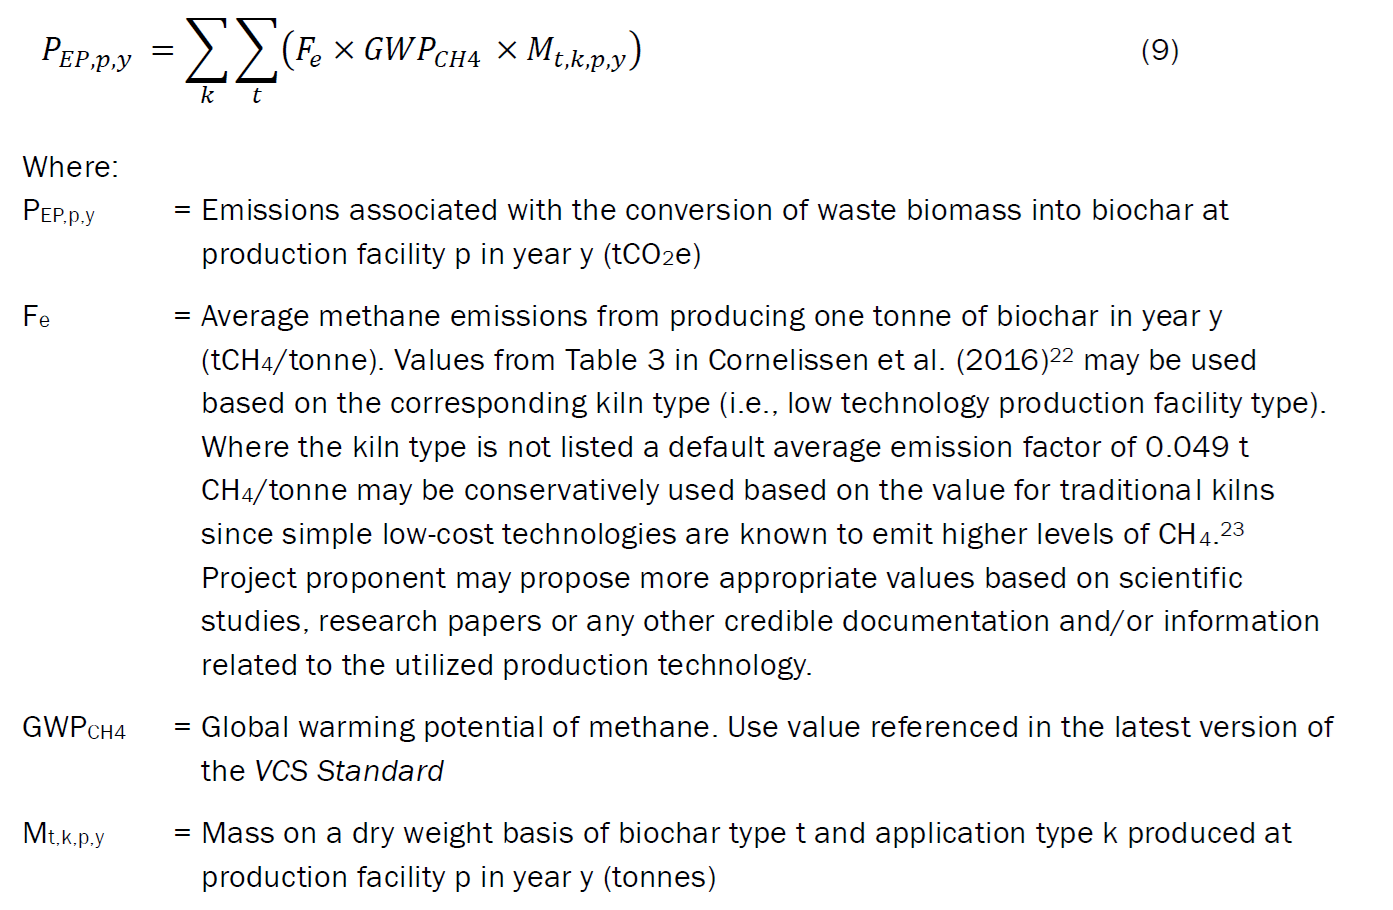 P_EP,p,y = ∑_k ∑_t (F_e × GWP_CH4 × M_t,k,p,y) (9)
Where:
P_EP,p,y = Emissions associated with the conversion of waste biomass into biochar at
production facility p in year y (tCO₂e)
F_e = Average methane emissions from producing one tonne of biochar in year y
(tCH₄/tonne). Values from Table 3 in Cornelissen et al. (2016)²² may be used
based on the corresponding kiln type (i.e., low technology production facility type).
Where the kiln type is not listed a default average emission factor of 0.049 t
CH₄/tonne may be conservatively used based on the value for traditional kilns
since simple low-cost technologies are known to emit higher levels of CH₄.²³
Project proponent may propose more appropriate values based on scientific
studies, research papers or any other credible documentation and/or information
related to the utilized production technology.
GWP_CH4 = Global warming potential of methane. Use value referenced in the latest version of
the VCS Standard
M_t,k,p,y = Mass on a dry weight basis of biochar type t and application type k produced at
production facility p in year y (tonnes)